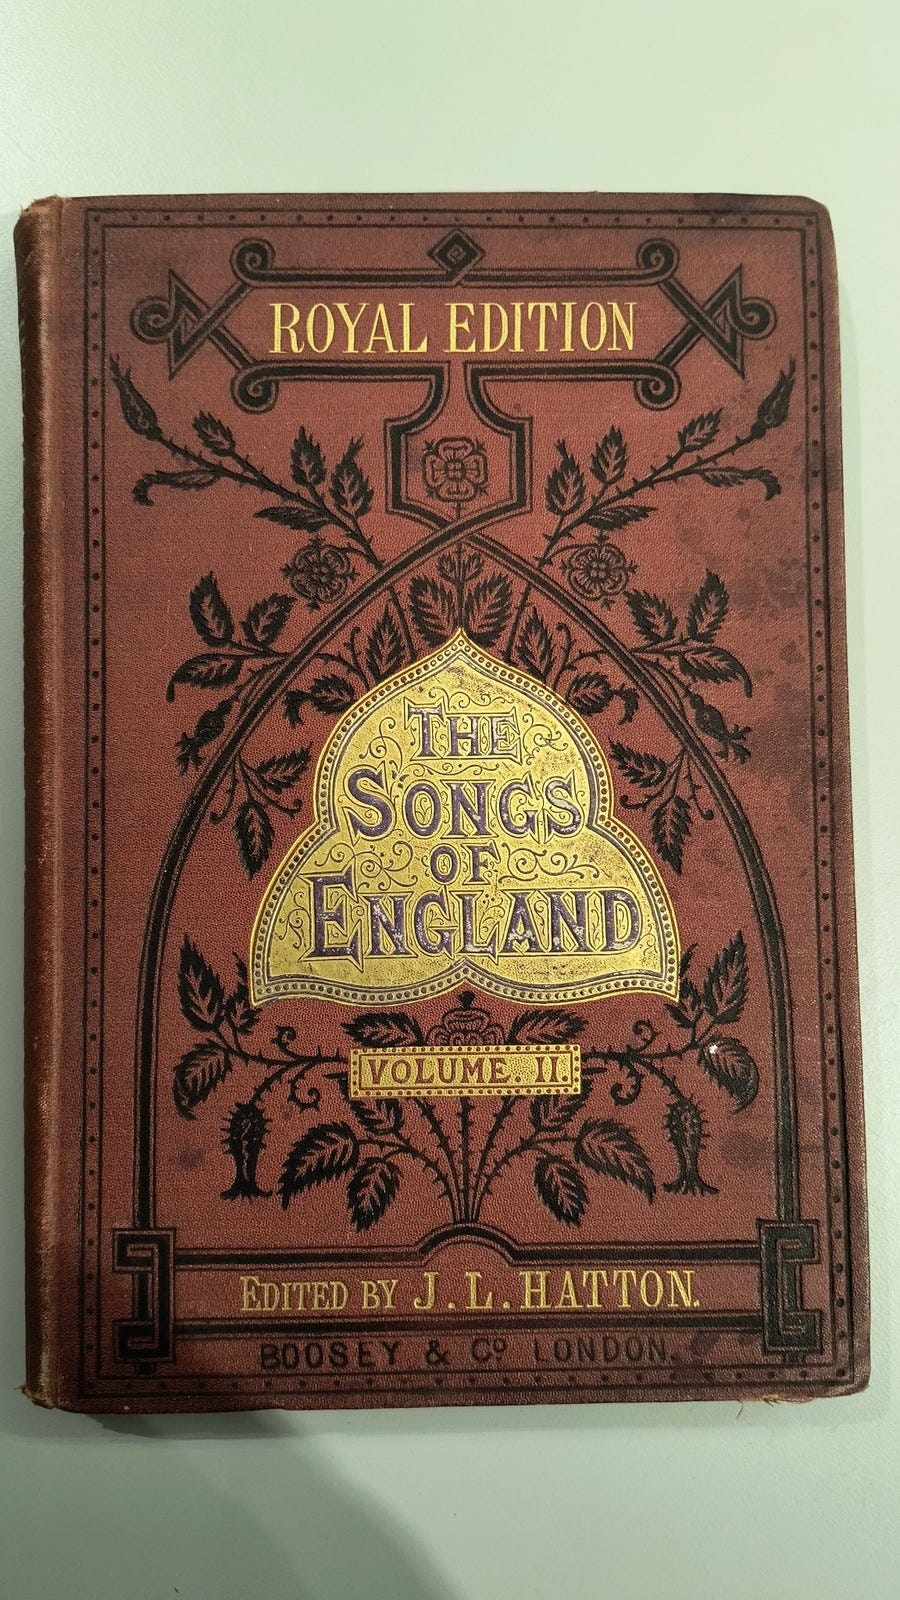 ROYAL EDITION
THE
SONGS
OF
ENGLAND
VOLUME. II.
EDITED BY J. L. HATTON.
BOOSEY & Co LONDON.